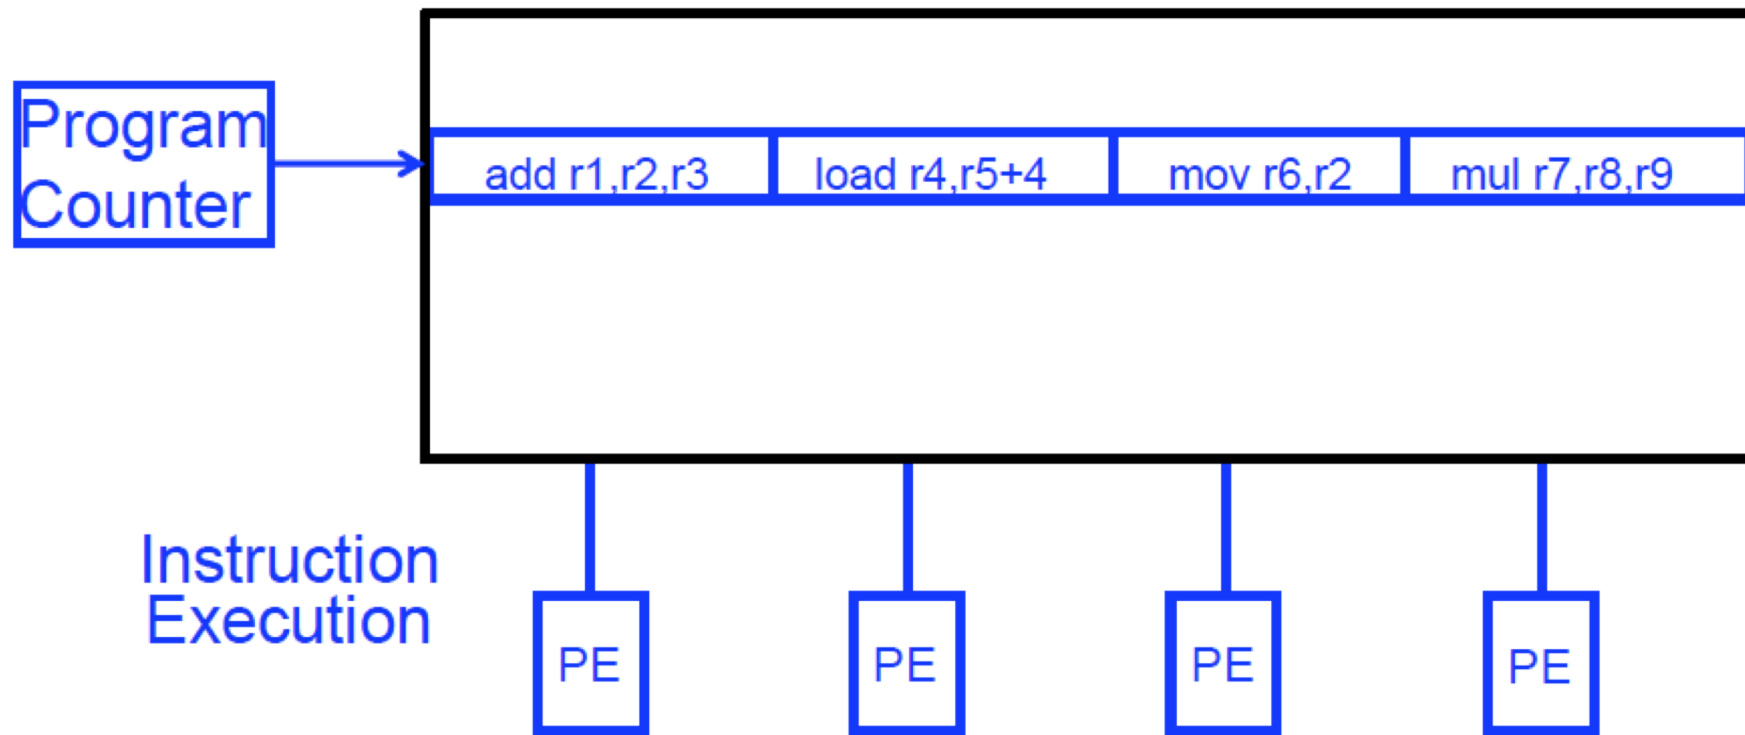 Program
Counter
add r1,r2,r3
load r4,r5+4
mov r6,r2
mul r7,r8,r9
Instruction
Execution
PE
PE
PE
PE